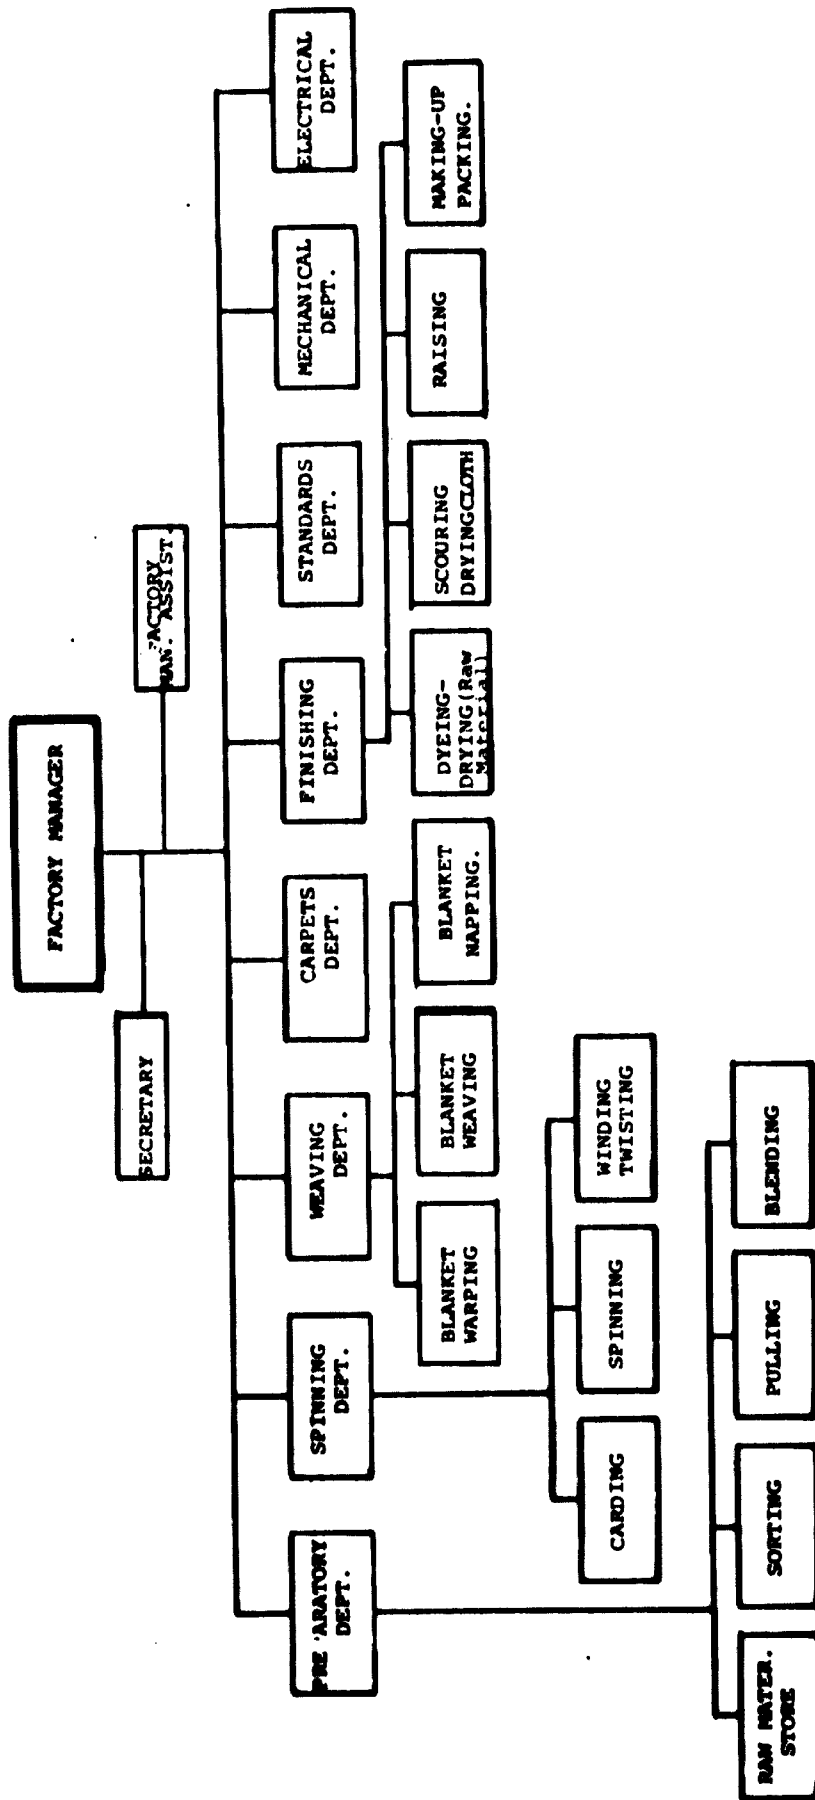 FACTORY MANAGER
SECRETARY
FACTORY
MAN. ASSIST.
PRE'ARATORY
DEPT.
SPINNING
DEPT.
WEAVING
DEPT.
CARPETS
DEPT.
FINISHING
DEPT.
STANDARDS
DEPT.
MECHANICAL
DEPT.
ELECTRICAL
DEPT.
BLANKET
WARPING
BLANKET
WEAVING
BLANKET
NAPPING.
DYEING-
DRYING(Raw
Material)
SCOURING
DRYINGCLOTH
RAISING
MAKING-UP
PACKING.
CARDING
SPINNING
WINDING
TWISTING
RAW MATER.
STORE
SORTING
PULLING
BLENDING